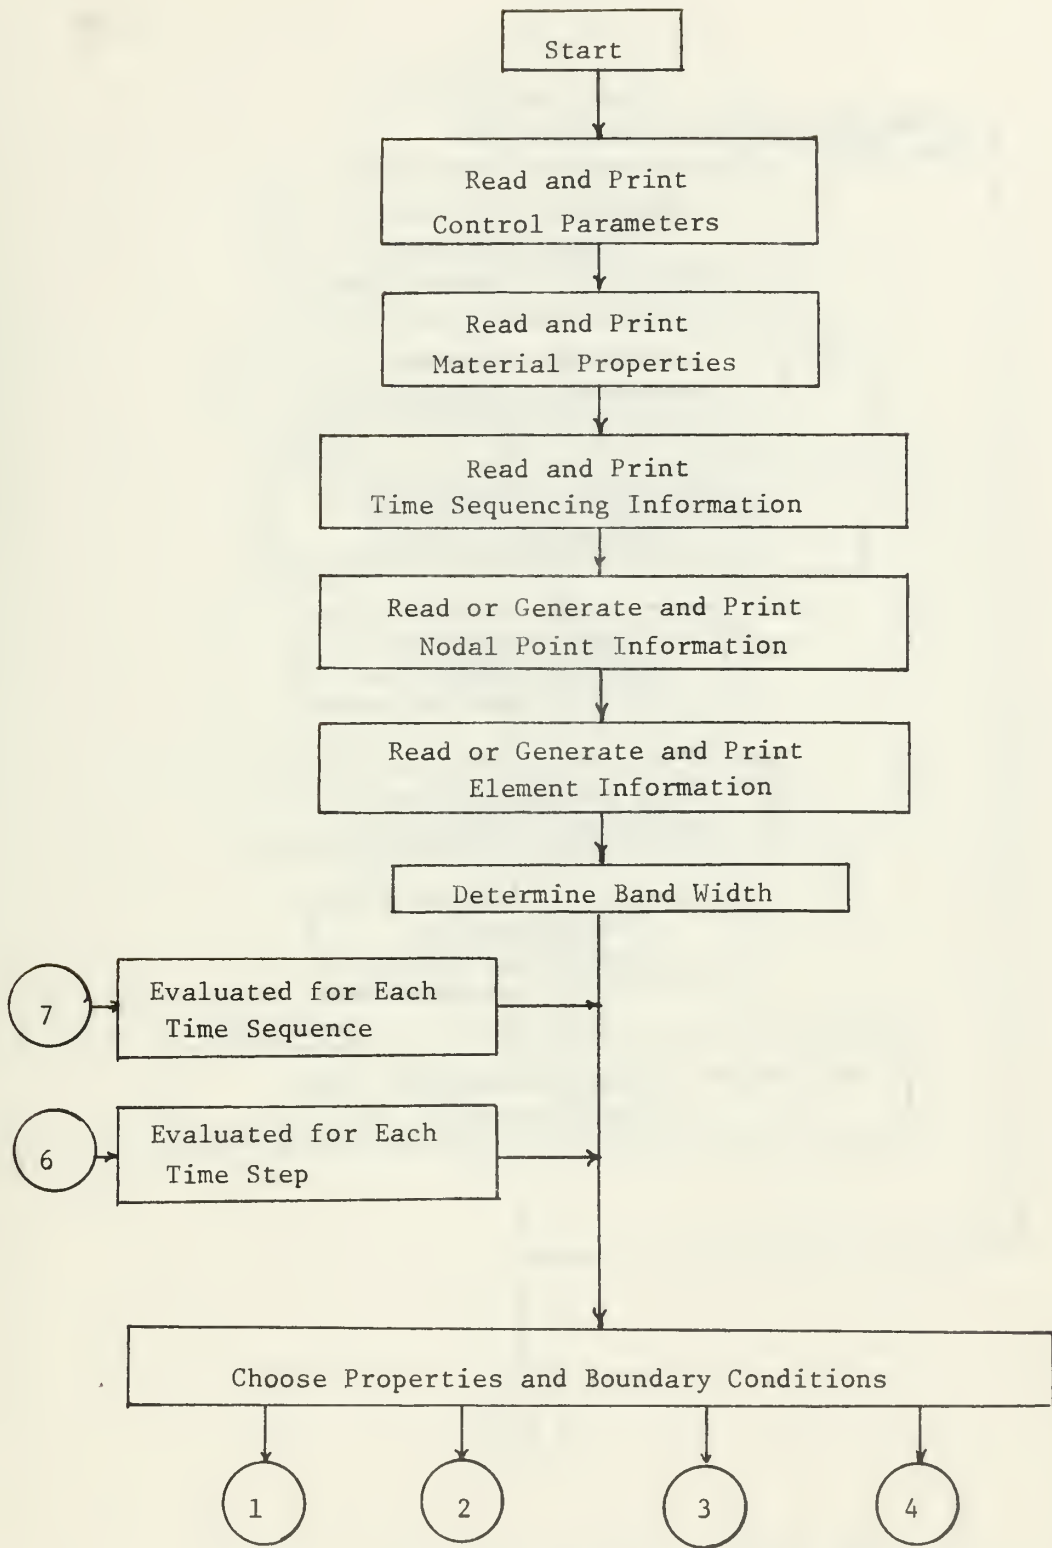 Start
Read and Print
Control Parameters
Read and Print
Material Properties
Read and Print
Time Sequencing Information
Read or Generate and Print
Nodal Point Information
Read or Generate and Print
Element Information
Determine Band Width
7
Evaluated for Each
Time Sequence
6
Evaluated for Each
Time Step
Choose Properties and Boundary Conditions
1
2
3
4